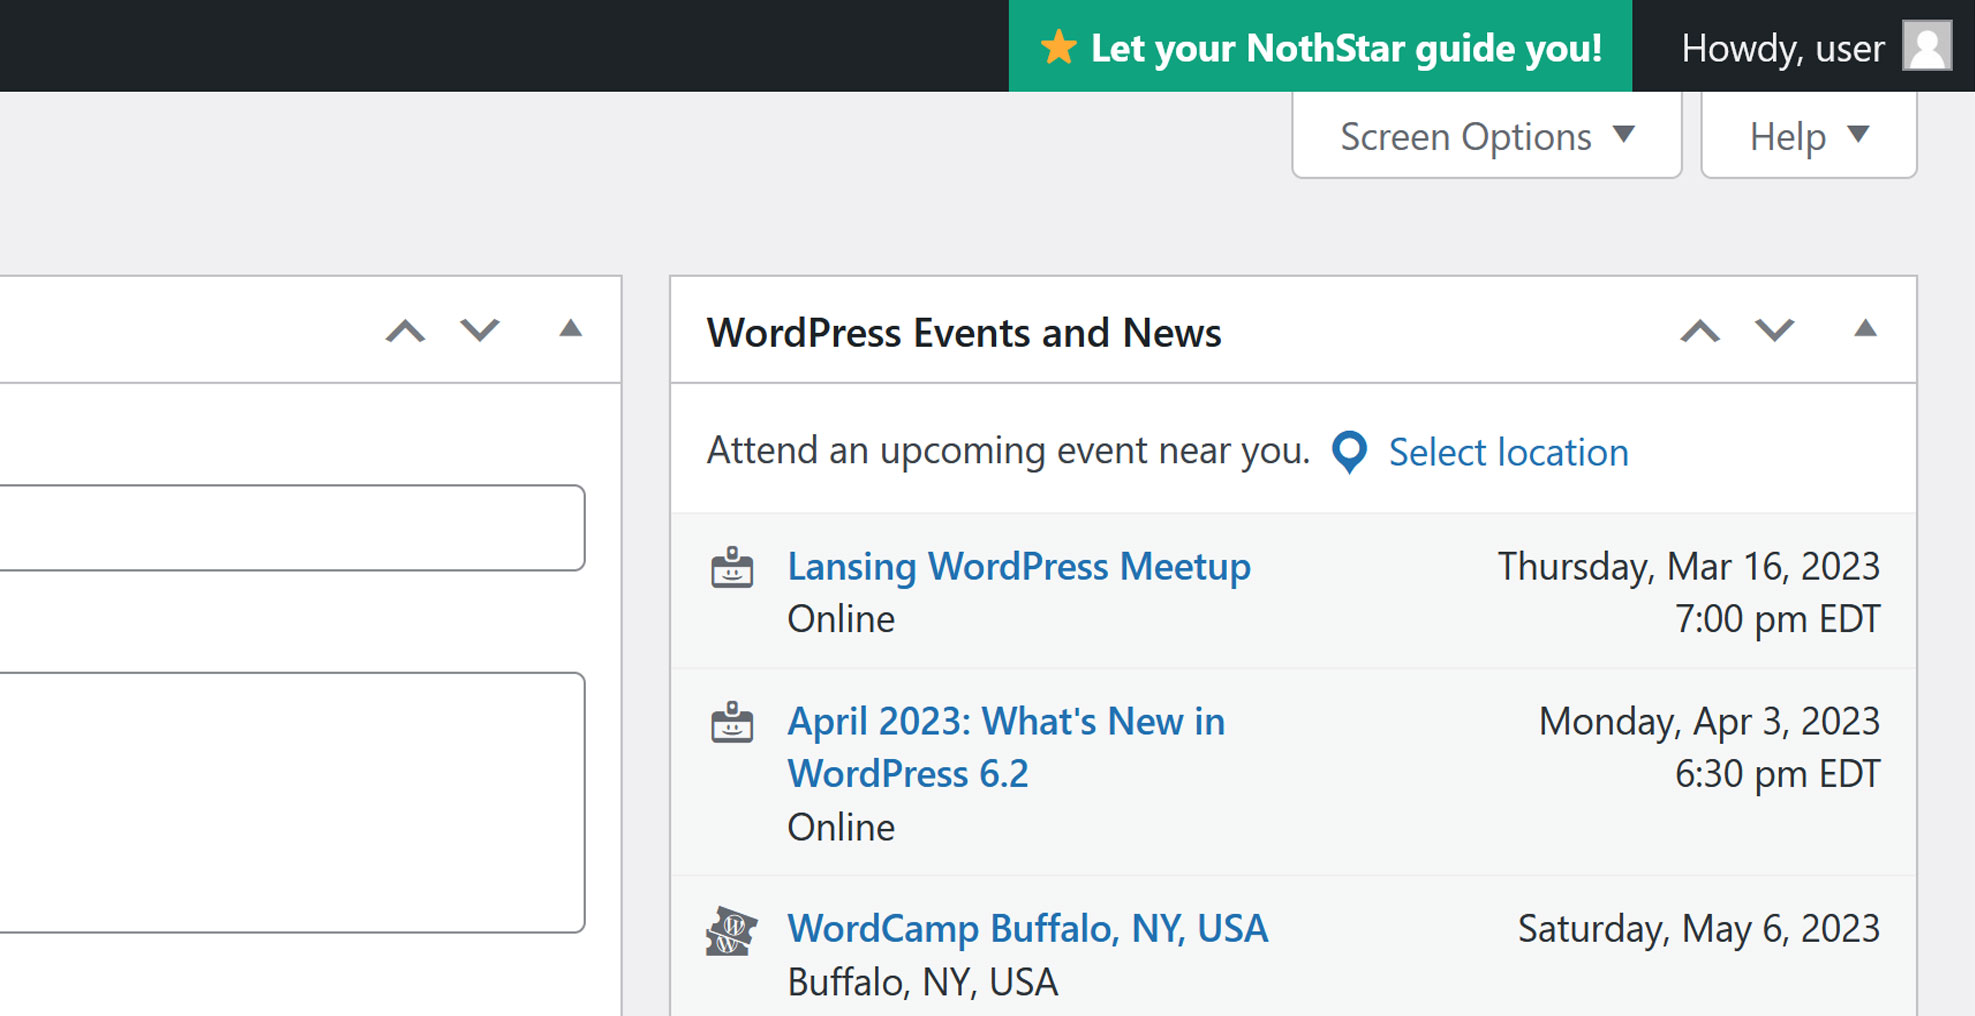 Let your NothStar guide you!
Howdy, user
Screen Options
Help
WordPress Events and News
Attend an upcoming event near you. Select location
Lansing WordPress Meetup
Online
Thursday, Mar 16, 2023
7:00 pm EDT
April 2023: What's New in
WordPress 6.2
Online
Monday, Apr 3, 2023
6:30 pm EDT
WordCamp Buffalo, NY, USA
Buffalo, NY, USA
Saturday, May 6, 2023